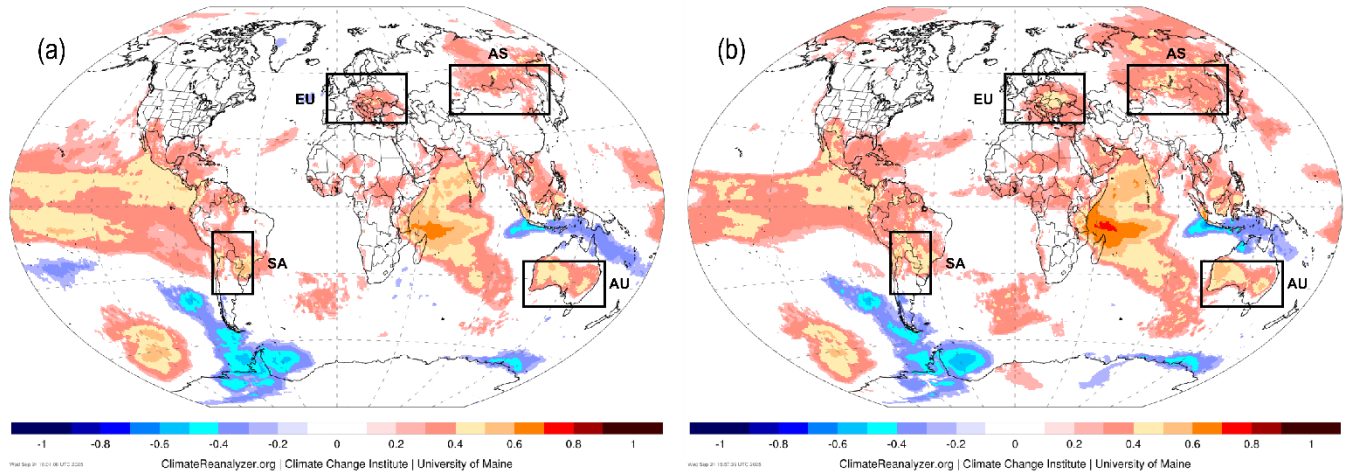 (a)
AS
EU
SA
AU
-1 -0.8 -0.6 -0.4 -0.2 0 0.2 0.4 0.6 0.8 1
ClimateReanalyzer.org | Climate Change Institute | University of Maine
(b)
AS
EU
SA
AU
-1 -0.8 -0.6 -0.4 -0.2 0 0.2 0.4 0.6 0.8 1
ClimateReanalyzer.org | Climate Change Institute | University of Maine